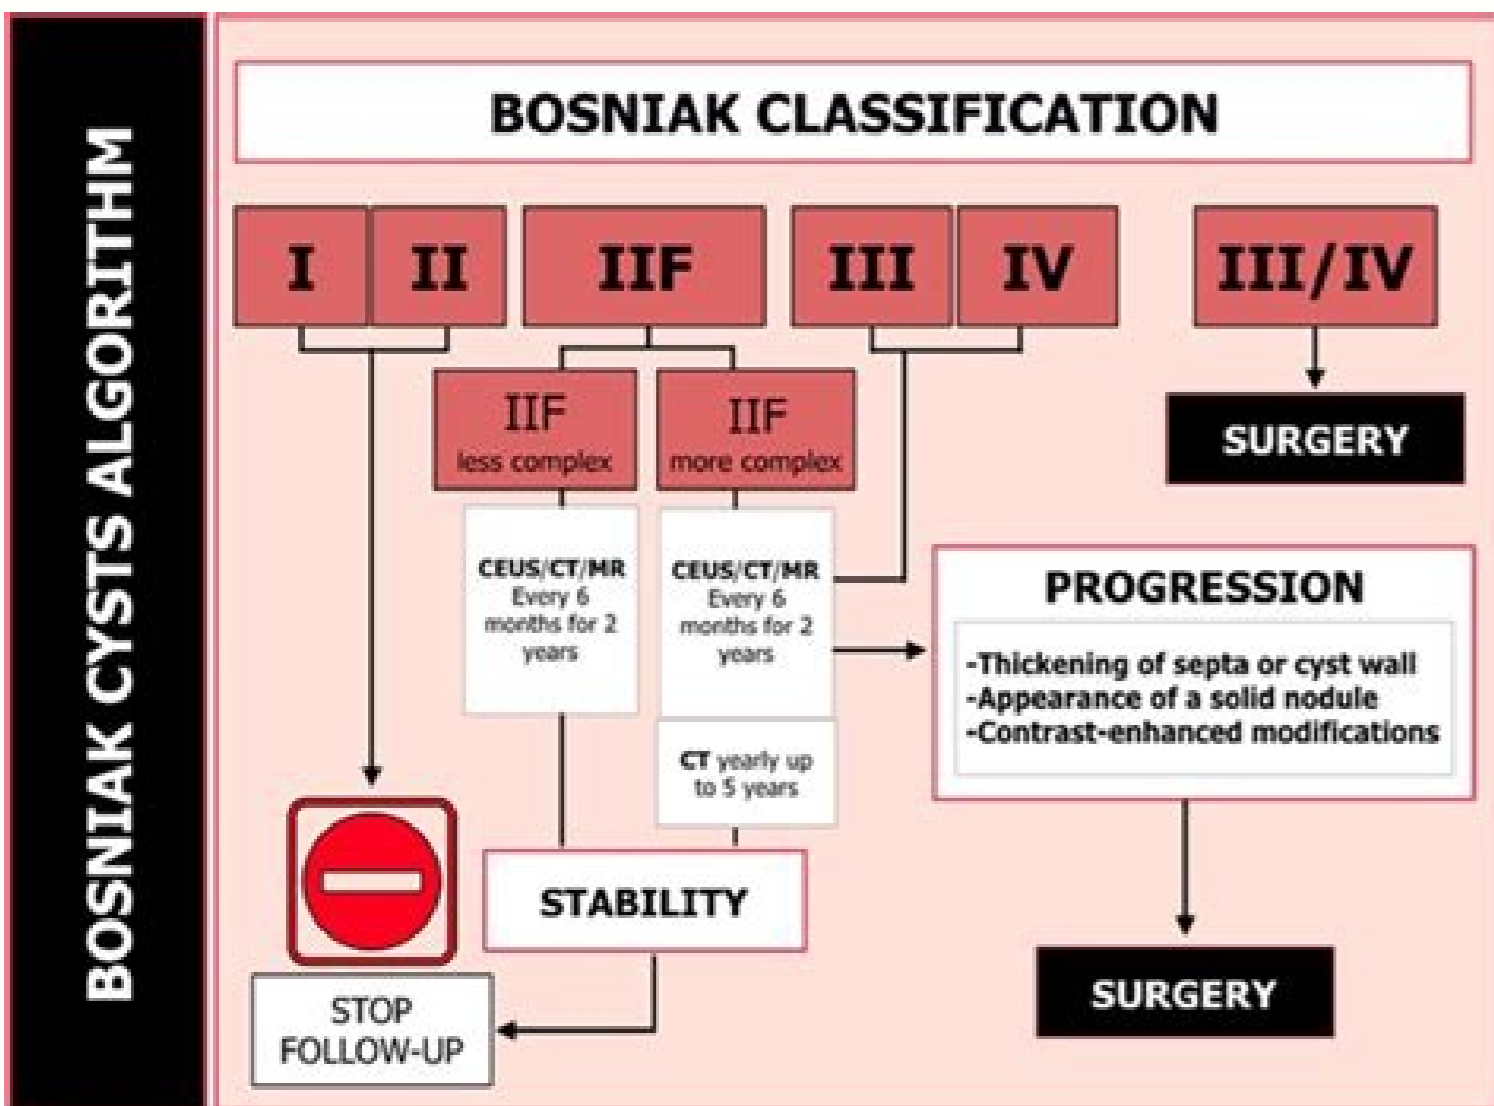 BOSNIAK CYSTS ALGORITHM
BOSNIAK CLASSIFICATION
I
II
IIF
III
IV
III/IV
IIF
less complex
IIF
more complex
SURGERY
CEUS/CT/MR
Every 6
months for 2
years
CEUS/CT/MR
Every 6
months for 2
years
CT yearly up
to 5 years
PROGRESSION
-Thickening of septa or cyst wall
-Appearance of a solid nodule
-Contrast-enhanced modifications
STABILITY
STOP
FOLLOW-UP
SURGERY